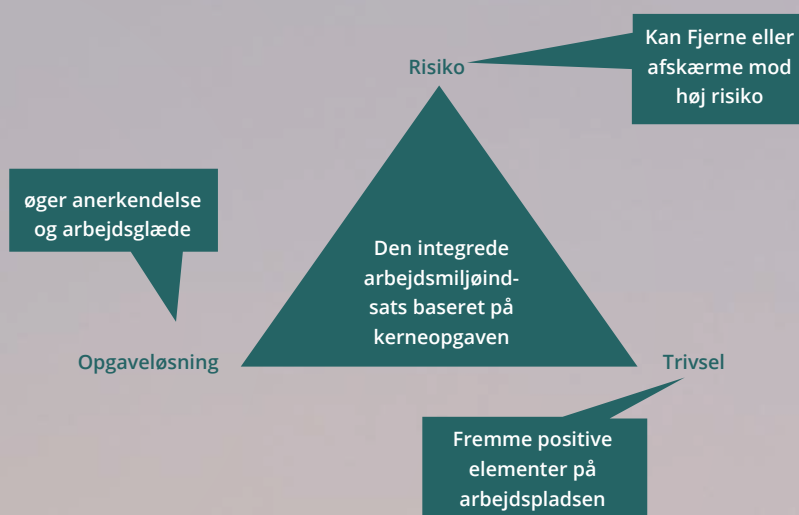 Kan Fjerne eller
afskærme mod
høj risiko
Risiko
øger anerkendelse
og arbejdsglæde
Den integrede
arbejdsmiljøind-
sats baseret på
kerneopgaven
Opgaveløsning
Trivsel
Fremme positive
elementer på
arbejdspladsen